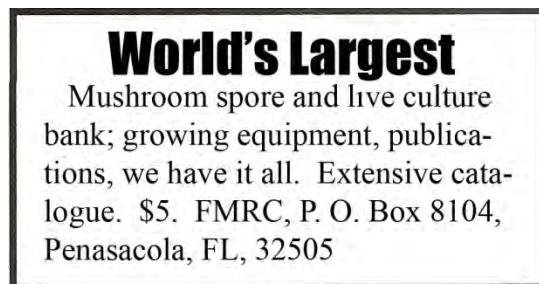 World's Largest
Mushroom spore and live culture
bank; growing equipment, publica-
tions, we have it all. Extensive cata-
logue. $5. FMRC, P. O. Box 8104,
Penasacola, FL, 32505